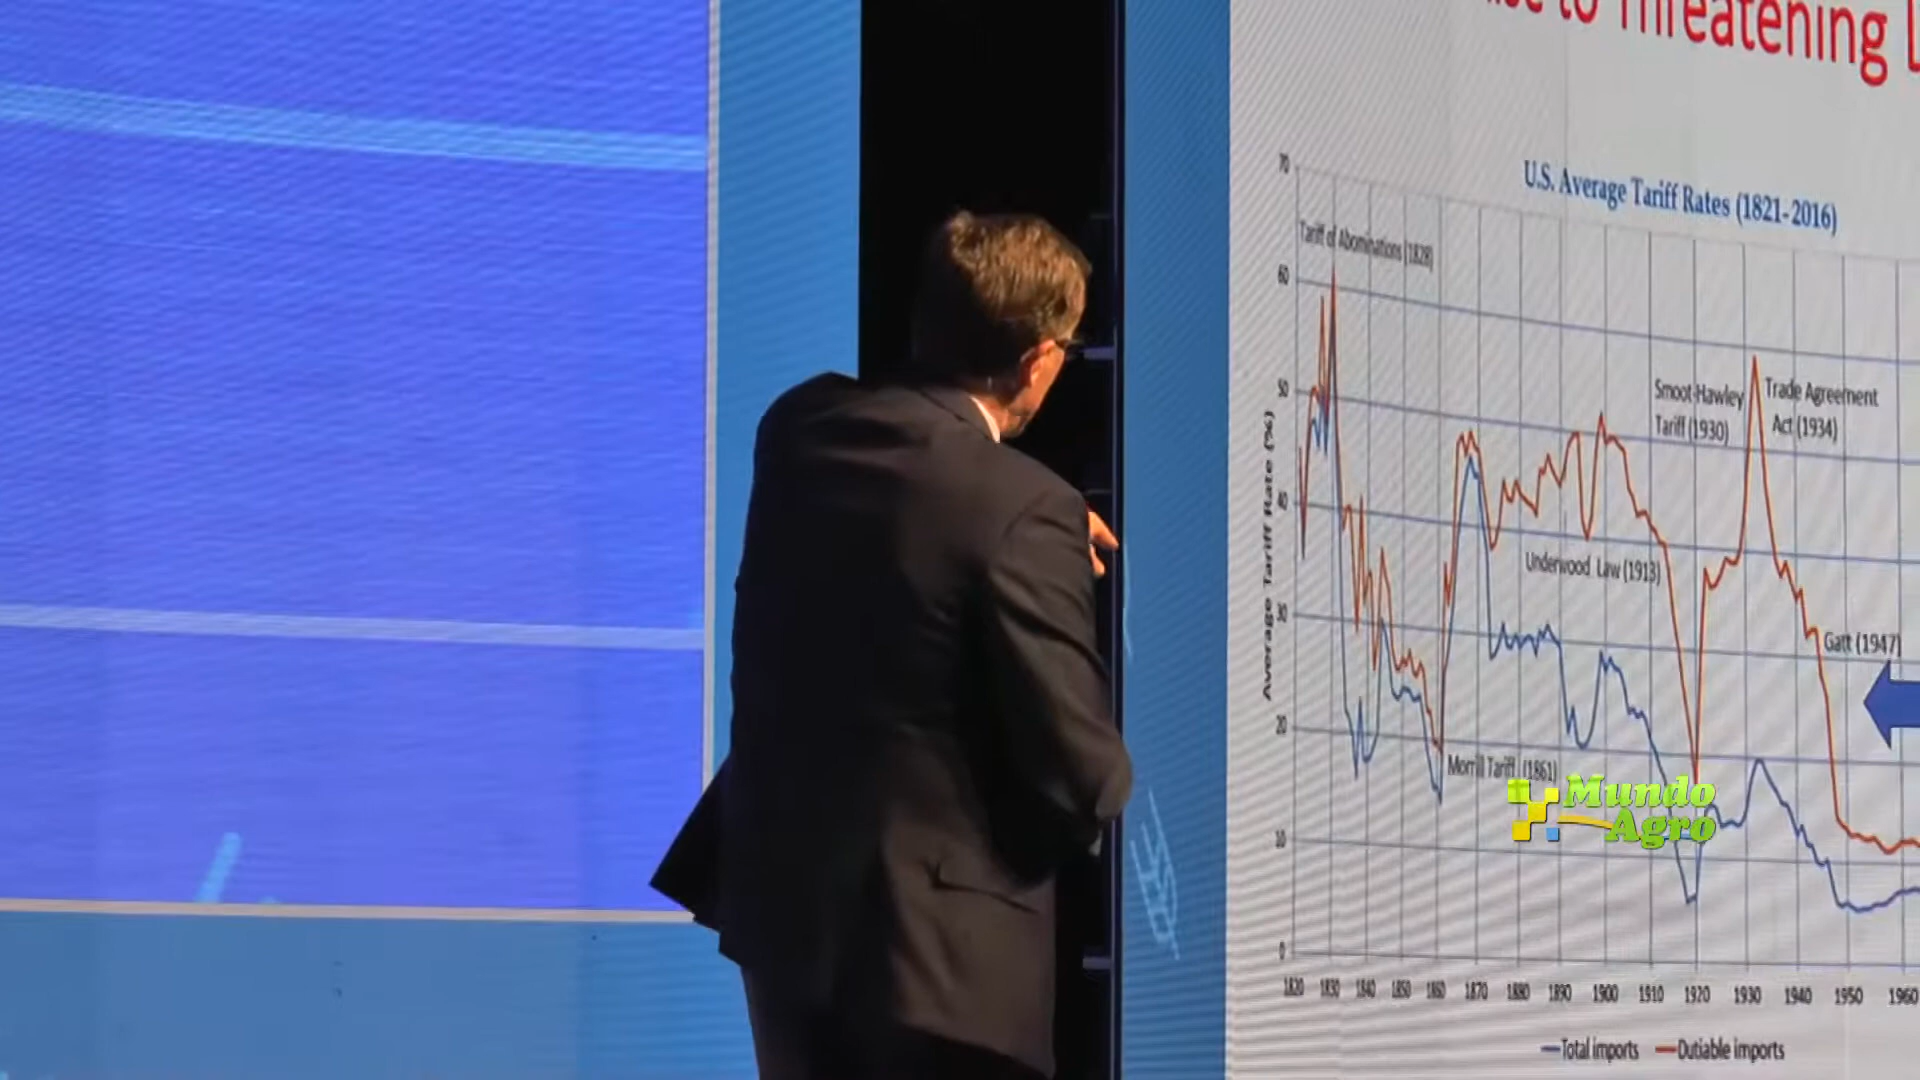 to Threatening
U.S. Average Tariff Rates (1821-2016)
70
Tariff of Abominations (1828)
60
50
Smoot-Hawley
Tariff (1930)
Trade Agreement
Act (1934)
40
Underwood Law (1913)
30
Gatt (1947)
20
Morrill Tariff (1861)
10
0
Average Tariff Rate (%)
1820 1830 1840 1850 1860 1870 1880 1890 1900 1910 1920 1930 1940 1950 1960
Total imports Dutiable imports
Mundo
Agro